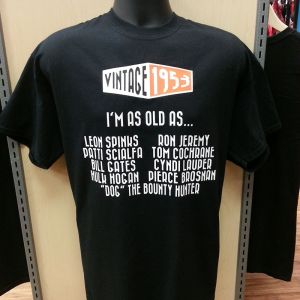 VINTAGE 1953
I'M AS OLD AS...
LEON SPINKS RON JEREMY
PATTI SCIALFA TOM COCHRANE
BILL GATES CYNDI LAUPER
HULK HOGAN PIERCE BROSNAN
"DOG" THE BOUNTY HUNTER